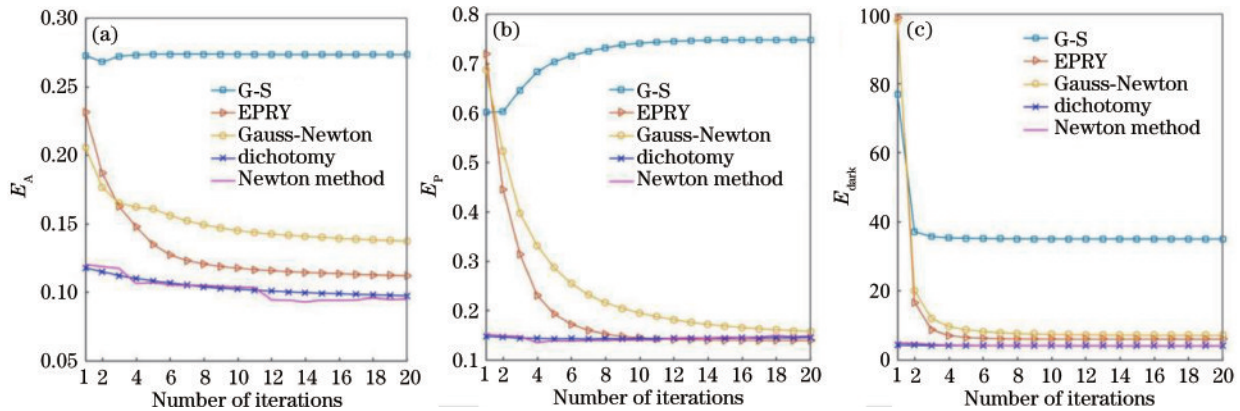 (a)
0.30
0.25
0.20
0.15
0.10
0.05
E_A
G-S
EPRY
Gauss-Newton
dichotomy
Newton method
1 2 4 6 8 10 12 14 16 18 20
Number of iterations
(b)
0.8
0.7
0.6
0.5
0.4
0.3
0.2
0.1
E_P
G-S
EPRY
Gauss-Newton
dichotomy
Newton method
1 2 4 6 8 10 12 14 16 18 20
Number of iterations
(c)
100
80
60
40
20
0
E_dark
G-S
EPRY
Gauss-Newton
dichotomy
Newton method
1 2 4 6 8 10 12 14 16 18 20
Number of iterations